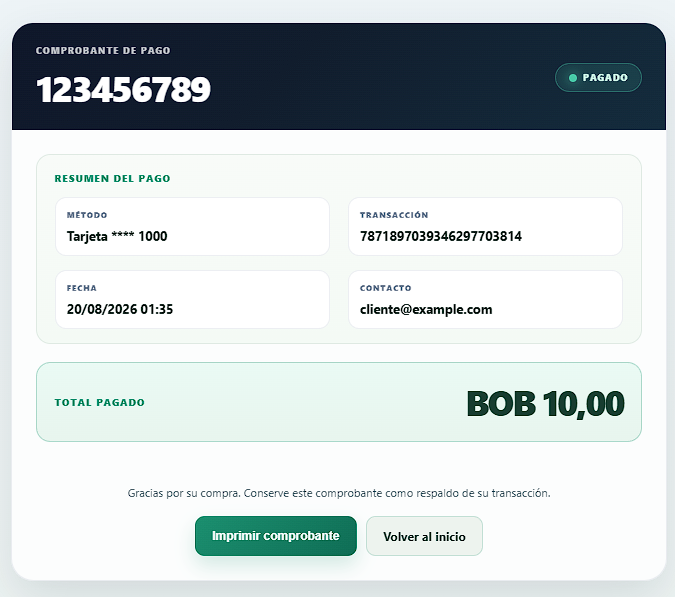 COMPROBANTE DE PAGO
123456789
PAGADO
RESUMEN DEL PAGO
MÉTODO
Tarjeta **** 1000
TRANSACCIÓN
7871897039346297703814
FECHA
20/08/2026 01:35
CONTACTO
cliente@example.com
TOTAL PAGADO
BOB 10,00
Gracias por su compra. Conserve este comprobante como respaldo de su transacción.
Imprimir comprobante
Volver al inicio